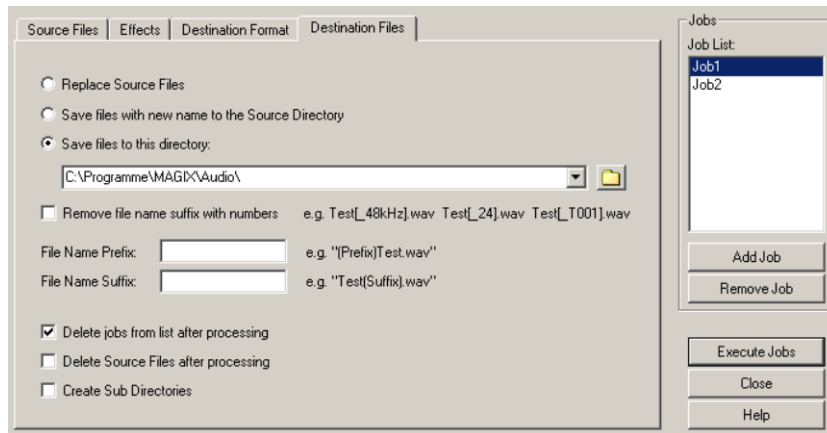 Source Files Effects Destination Format Destination Files
Replace Source Files
Save files with new name to the Source Directory
Save files to this directory:
C:\Programme\MAGIX\Audio\
Remove file name suffix with numbers e.g. Test[_48kHz].wav Test[_24].wav Test[_T001].wav
File Name Prefix: e.g. "(Prefix)Test.wav"
File Name Suffix: e.g. "Test(Suffix).wav"
Delete jobs from list after processing
Delete Source Files after processing
Create Sub Directories
Jobs
Job List:
Job1
Job2
Add Job
Remove Job
Execute Jobs
Close
Help